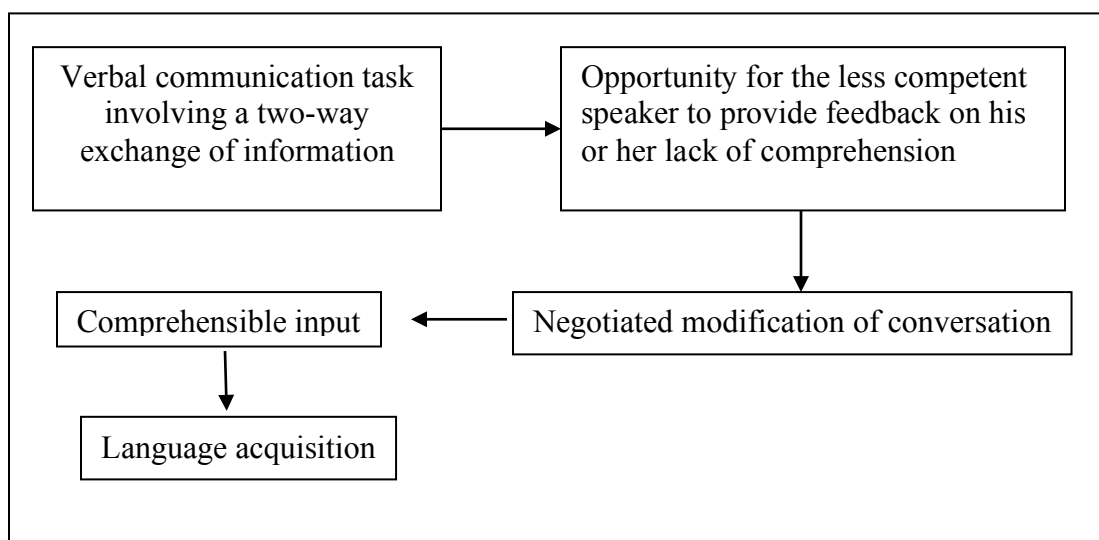 Verbal communication task
involving a two-way
exchange of information
Opportunity for the less competent
speaker to provide feedback on his
or her lack of comprehension
Negotiated modification of conversation
Comprehensible input
Language acquisition